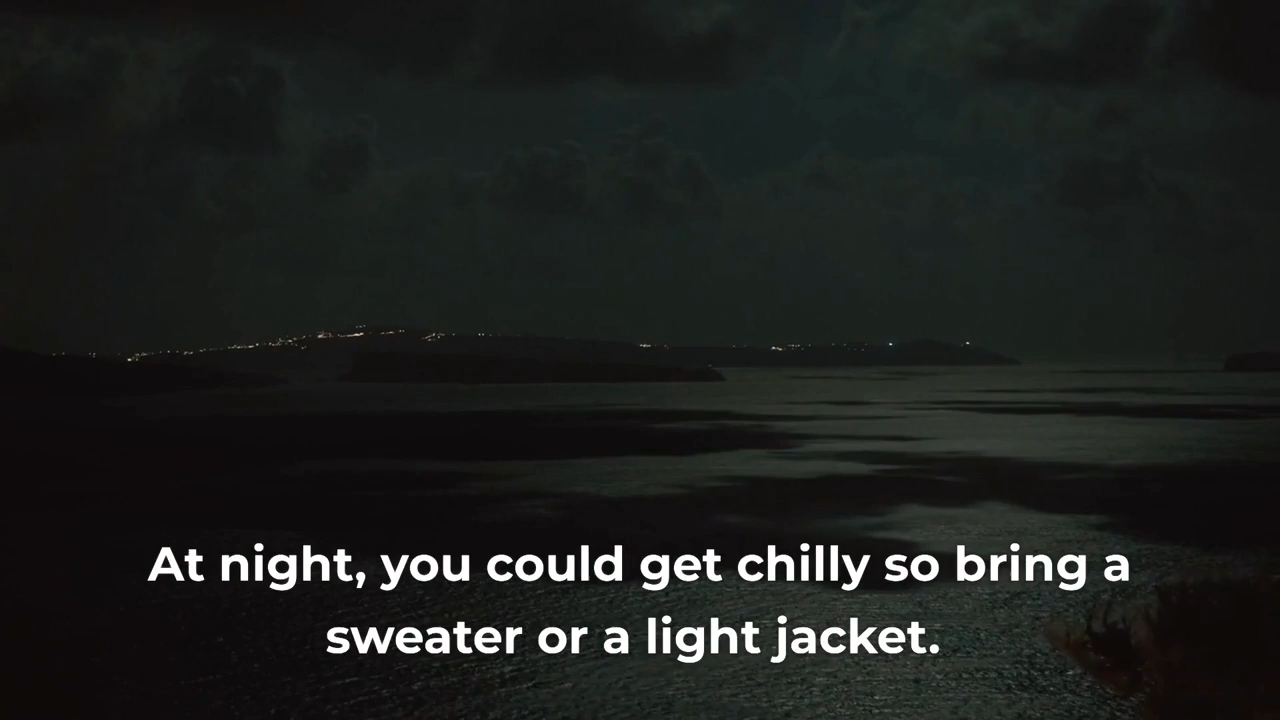 At night, you could get chilly so bring a
sweater or a light jacket.